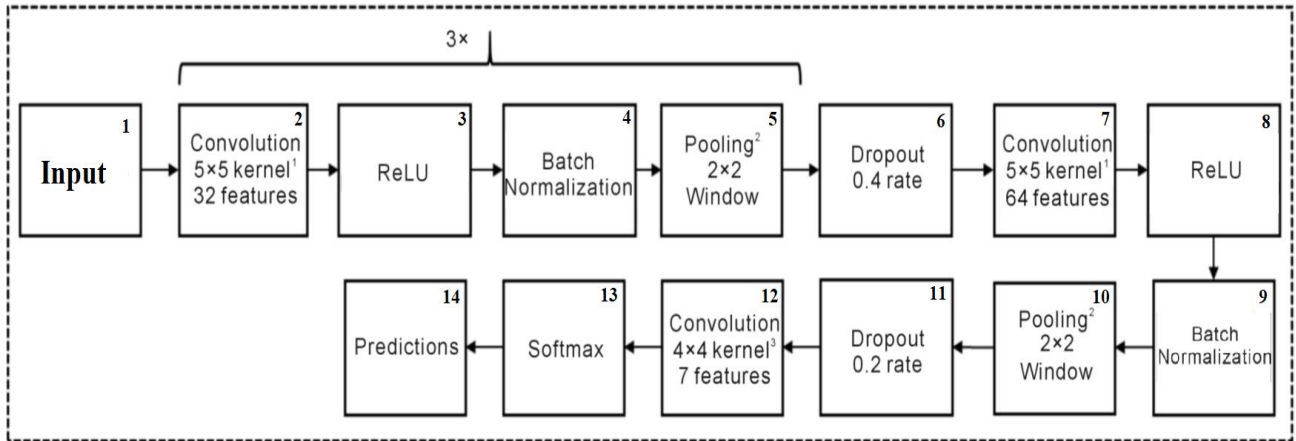 3×
1
Input
2
Convolution
5×5 kernel¹
32 features
3
ReLU
4
Batch
Normalization
5
Pooling²
2×2
Window
6
Dropout
0.4 rate
7
Convolution
5×5 kernel¹
64 features
8
ReLU
9
Batch
Normalization
10
Pooling²
2×2
Window
11
Dropout
0.2 rate
12
Convolution
4×4 kernel³
7 features
13
Softmax
14
Predictions